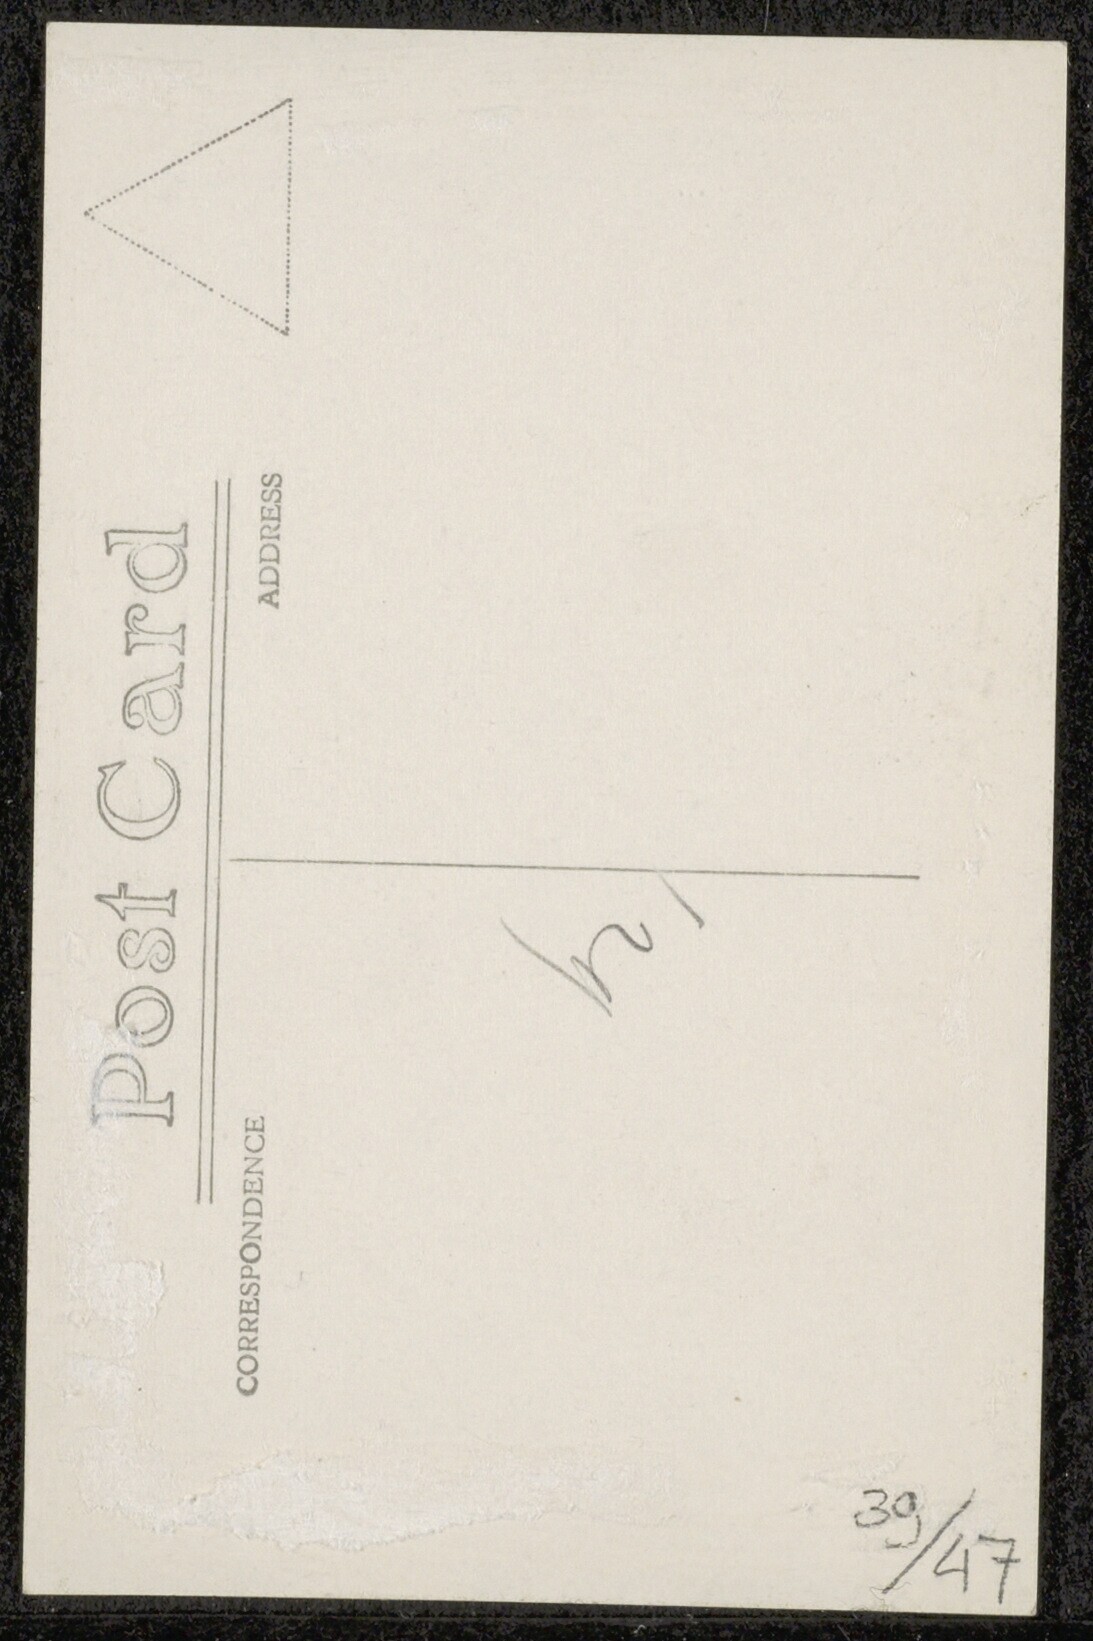 Post Card
CORRESPONDENCE
ADDRESS
39/47